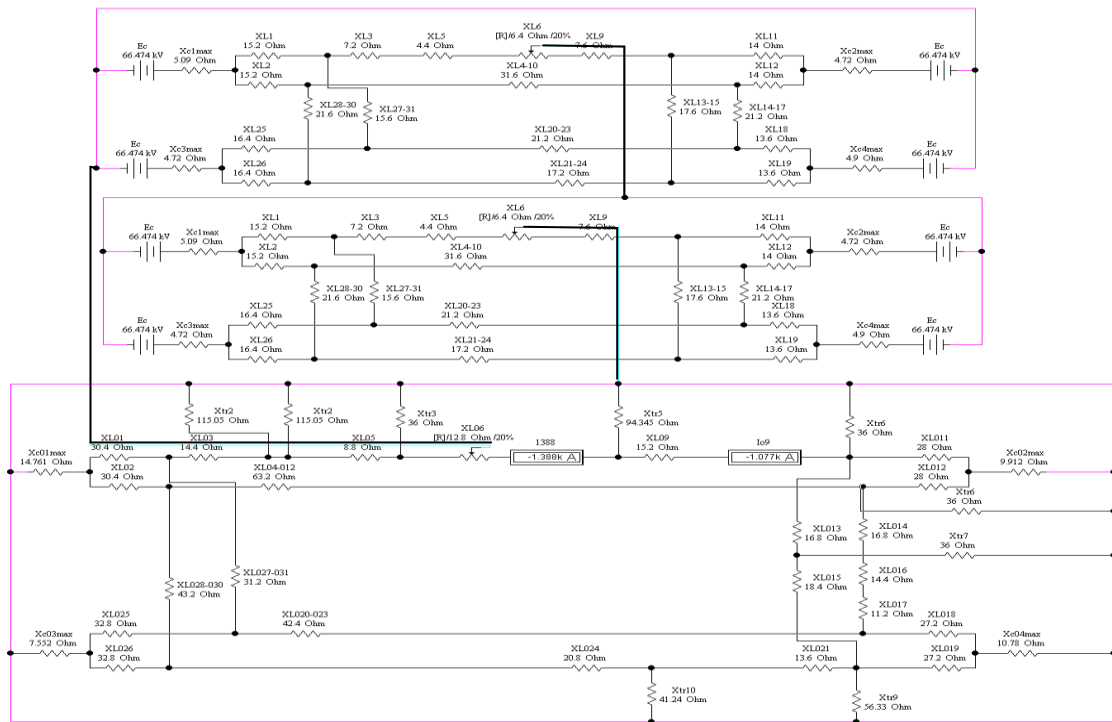 Ec
66.474 kV
Xc1max
5.09 Ohm
XL1
15.2 Ohm
XL3
7.2 Ohm
XL5
4.4 Ohm
XL6
[R]/6.4 Ohm /20%
XL9
7.6 Ohm
XL11
14 Ohm
Xc2max
4.72 Ohm
Ec
66.474 kV
XL2
15.2 Ohm
XL4-10
31.6 Ohm
XL12
14 Ohm
XL28-30
21.6 Ohm
XL27-31
15.6 Ohm
XL13-15
17.6 Ohm
XL14-17
21.2 Ohm
Ec
66.474 kV
Xc3max
4.72 Ohm
XL25
16.4 Ohm
XL20-23
21.2 Ohm
XL18
13.6 Ohm
XL26
16.4 Ohm
XL21-24
17.2 Ohm
XL19
13.6 Ohm
Xc4max
4.9 Ohm
Ec
66.474 kV
Ec
66.474 kV
Xc1max
5.09 Ohm
XL1
15.2 Ohm
XL3
7.2 Ohm
XL5
4.4 Ohm
XL6
[R]/6.4 Ohm /20%
XL9
7.6 Ohm
XL11
14 Ohm
Xc2max
4.72 Ohm
Ec
66.474 kV
XL2
15.2 Ohm
XL4-10
31.6 Ohm
XL12
14 Ohm
XL28-30
21.6 Ohm
XL27-31
15.6 Ohm
XL13-15
17.6 Ohm
XL14-17
21.2 Ohm
Ec
66.474 kV
Xc3max
4.72 Ohm
XL25
16.4 Ohm
XL20-23
21.2 Ohm
XL18
13.6 Ohm
XL26
16.4 Ohm
XL21-24
17.2 Ohm
XL19
13.6 Ohm
Xc4max
4.9 Ohm
Ec
66.474 kV
Xtr2
115.05 Ohm
Xtr2
115.05 Ohm
Xtr3
36 Ohm
Xtr5
94.345 Ohm
Xtr6
36 Ohm
Xc01max
14.761 Ohm
XL01
30.4 Ohm
XL03
14.4 Ohm
XL05
8.8 Ohm
XL06
[R]/12.8 Ohm /20%
I388
-1.388k A
XL09
15.2 Ohm
Io9
-1.077k A
XL011
28 Ohm
Xc02max
9.912 Ohm
XL02
30.4 Ohm
XL04-012
63.2 Ohm
XL012
28 Ohm
Xtr6
36 Ohm
XL013
16.8 Ohm
XL014
16.8 Ohm
Xtr7
36 Ohm
XL015
18.4 Ohm
XL016
14.4 Ohm
XL017
11.2 Ohm
XL028-030
43.2 Ohm
XL027-031
31.2 Ohm
Xc03max
7.552 Ohm
XL025
32.8 Ohm
XL020-023
42.4 Ohm
XL018
27.2 Ohm
Xc04max
10.78 Ohm
XL026
32.8 Ohm
XL024
20.8 Ohm
XL021
13.6 Ohm
XL019
27.2 Ohm
Xtr10
41.24 Ohm
Xtr9
56.33 Ohm